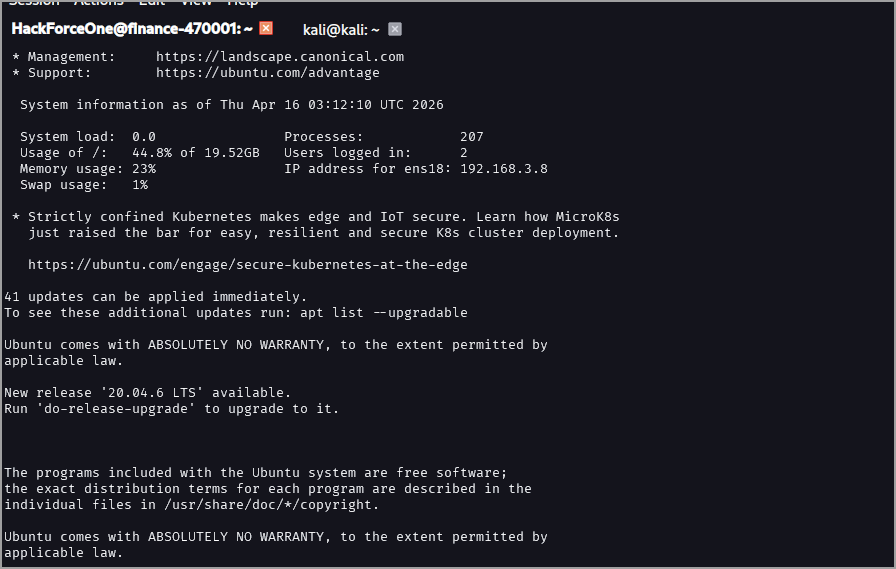 Session Actions Edit View Help
HackForceOne@finance-470001: ~
kali@kali: ~
* Management: https://landscape.canonical.com
* Support: https://ubuntu.com/advantage
System information as of Thu Apr 16 03:12:10 UTC 2026
System load: 0.0 Processes: 207
Usage of /: 44.8% of 19.52GB Users logged in: 2
Memory usage: 23% IP address for ens18: 192.168.3.8
Swap usage: 1%
* Strictly confined Kubernetes makes edge and IoT secure. Learn how MicroK8s
just raised the bar for easy, resilient and secure K8s cluster deployment.
https://ubuntu.com/engage/secure-kubernetes-at-the-edge
41 updates can be applied immediately.
To see these additional updates run: apt list --upgradable
Ubuntu comes with ABSOLUTELY NO WARRANTY, to the extent permitted by
applicable law.
New release '20.04.6 LTS' available.
Run 'do-release-upgrade' to upgrade to it.
The programs included with the Ubuntu system are free software;
the exact distribution terms for each program are described in the
individual files in /usr/share/doc/*/copyright.
Ubuntu comes with ABSOLUTELY NO WARRANTY, to the extent permitted by
applicable law.